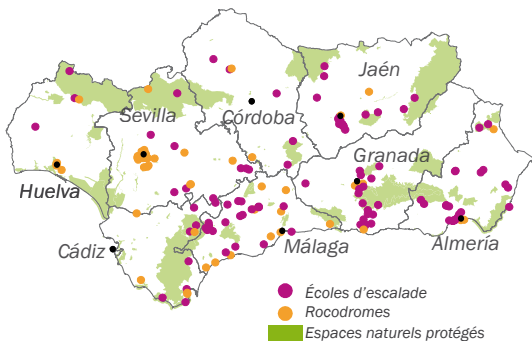 Jaén
Sevilla
Córdoba
Granada
Huelva
Cádiz
Málaga
Almería
Écoles d'escalade
Rocodromes
Espaces naturels protégés